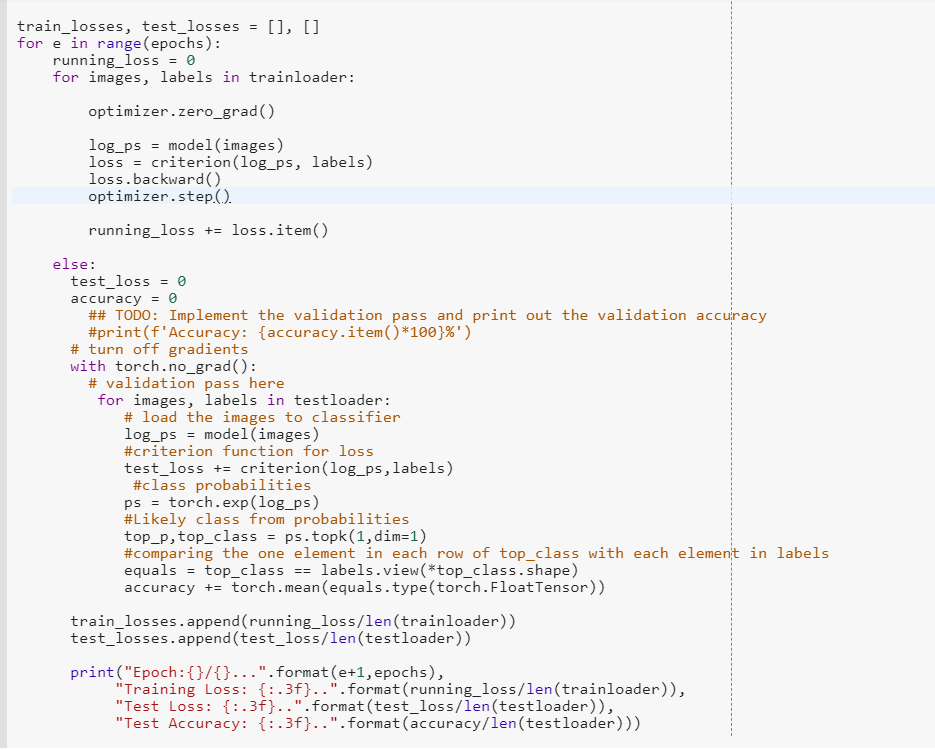 train_losses, test_losses = [], []
for e in range(epochs):
    running_loss = 0
    for images, labels in trainloader:

        optimizer.zero_grad()

        log_ps = model(images)
        loss = criterion(log_ps, labels)
        loss.backward()
        optimizer.step()

        running_loss += loss.item()

    else:
      test_loss = 0
      accuracy = 0
        ## TODO: Implement the validation pass and print out the validation accuracy
        #print(f'Accuracy: {accuracy.item()*100}%')
      # turn off gradients
      with torch.no_grad():
        # validation pass here
         for images, labels in testloader:
            # load the images to classifier
            log_ps = model(images)
            #criterion function for loss
            test_loss += criterion(log_ps,labels)
             #class probabilities
            ps = torch.exp(log_ps)
            #Likely class from probabilities
            top_p,top_class = ps.topk(1,dim=1)
            #comparing the one element in each row of top_class with each element in labels
            equals = top_class == labels.view(*top_class.shape)
            accuracy += torch.mean(equals.type(torch.FloatTensor))

      train_losses.append(running_loss/len(trainloader))
      test_losses.append(test_loss/len(testloader))

      print("Epoch:{}/{}...".format(e+1,epochs),
           "Training Loss: {:.3f}..".format(running_loss/len(trainloader)),
           "Test Loss: {:.3f}..".format(test_loss/len(testloader)),
           "Test Accuracy: {:.3f}..".format(accuracy/len(testloader)))